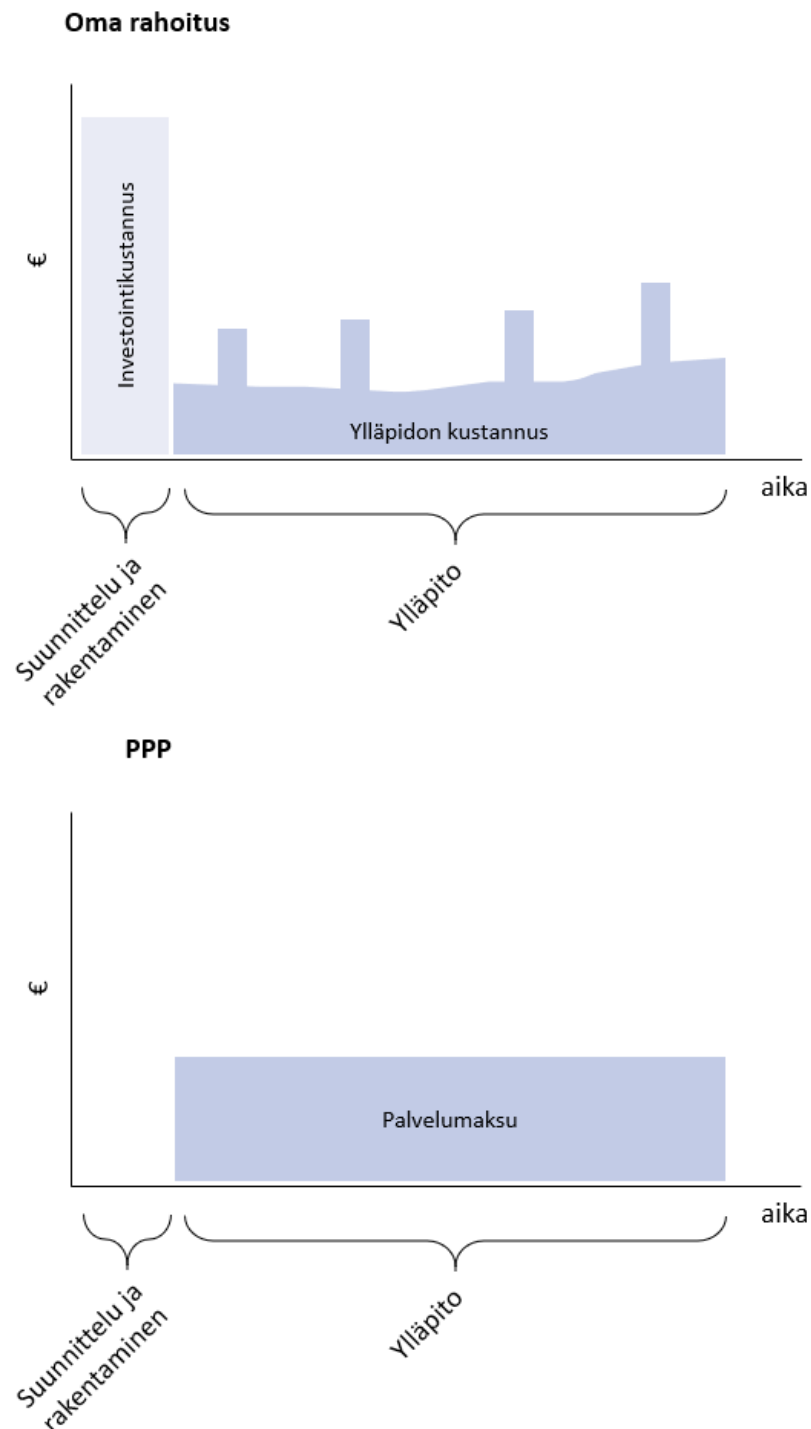 Oma rahoitus
€
Investointikustannus
Ylläpidon kustannus
aika
Suunnittelu ja
rakentaminen
Ylläpito
PPP
€
Palvelumaksu
aika
Suunnittelu ja
rakentaminen
Ylläpito